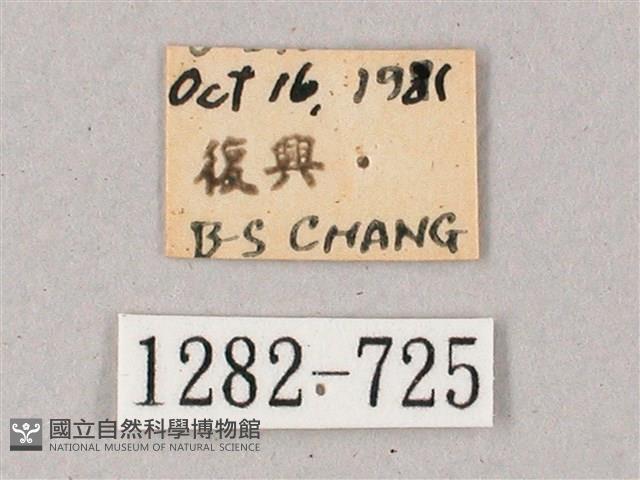 Oct 16, 1981
復興
B-S CHANG
1282-725
國立自然科學博物館
NATIONAL MUSEUM OF NATURAL SCIENCE